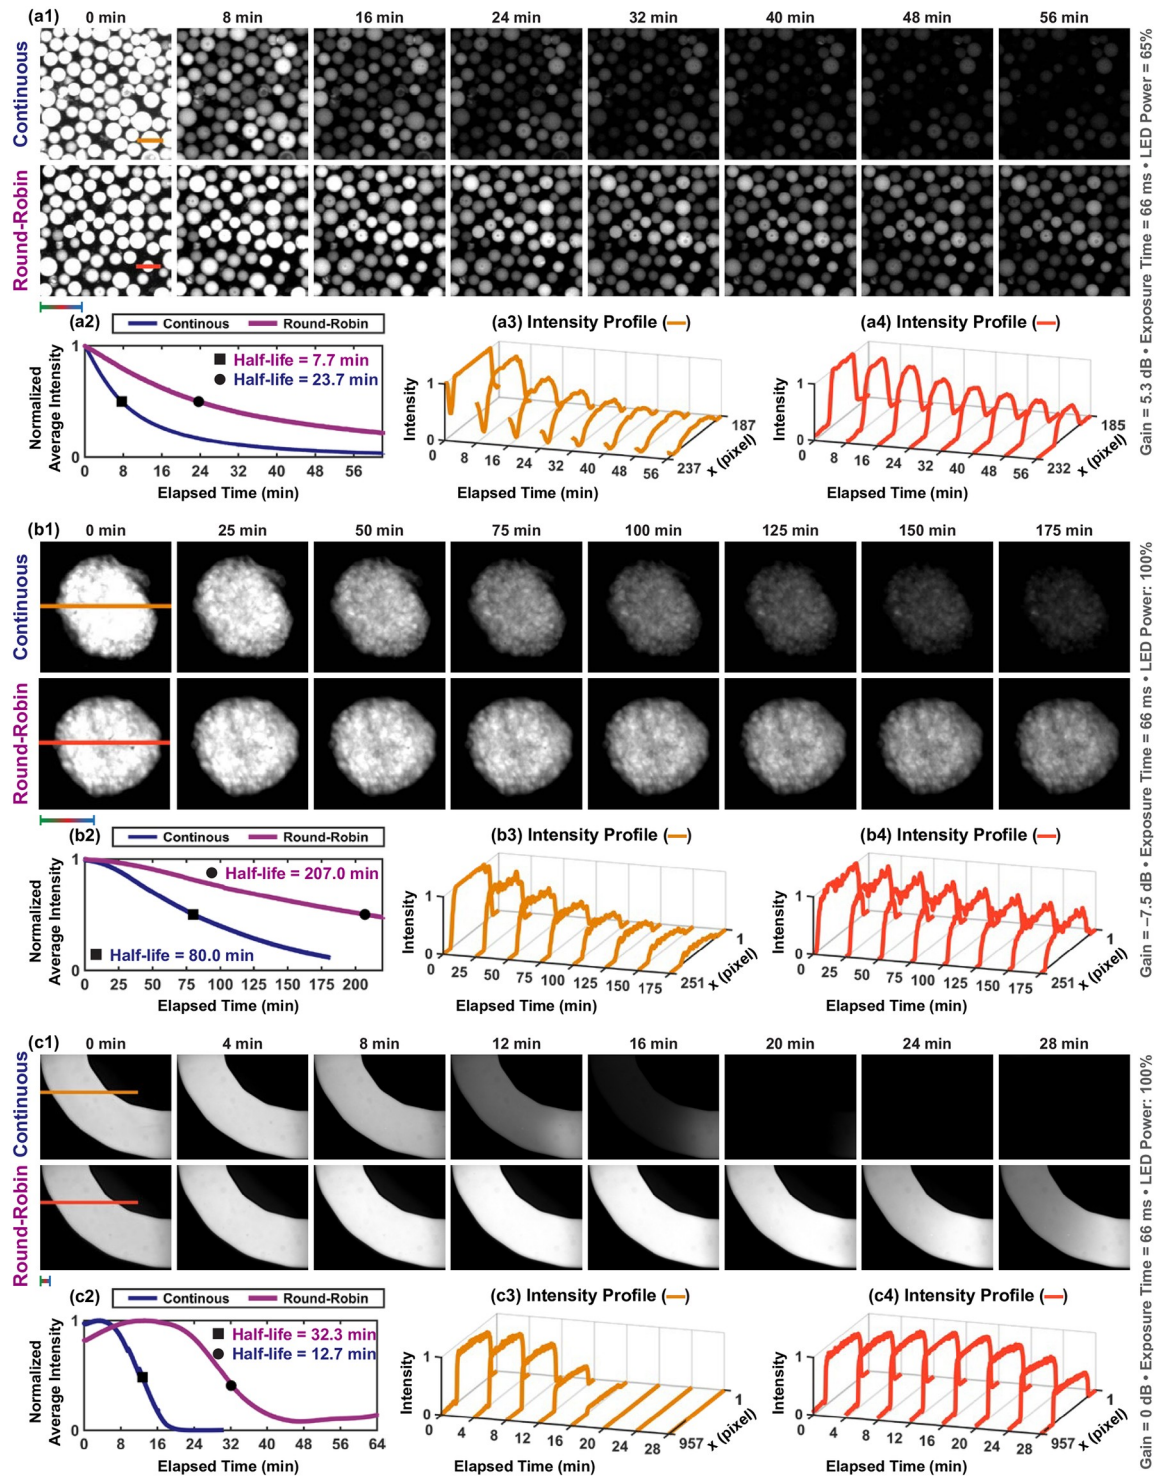 (a1) 0 min 8 min 16 min 24 min 32 min 40 min 48 min 56 min
Continuous
Round-Robin
Gain = 5.3 dB • Exposure Time = 66 ms • LED Power = 65%
(a2) Continous Round-Robin
Half-life = 7.7 min
Half-life = 23.7 min
Normalized
Average Intensity
1
0
0 8 16 24 32 40 48 56
Elapsed Time (min)
(a3) Intensity Profile ( )
Intensity
1
0
0 8 16 24 32 40 48 56
237
187
x (pixel)
Elapsed Time (min)
(a4) Intensity Profile ( )
Intensity
1
0
0 8 16 24 32 40 48 56
232
185
x (pixel)
Elapsed Time (min)
(b1) 0 min 25 min 50 min 75 min 100 min 125 min 150 min 175 min
Continuous
Round-Robin
Gain = −7.5 dB • Exposure Time = 66 ms • LED Power: 100%
(b2) Continous Round-Robin
Half-life = 207.0 min
Half-life = 80.0 min
Normalized
Average Intensity
1
0
0 25 50 75 100 125 150 175 200
Elapsed Time (min)
(b3) Intensity Profile ( )
Intensity
1
0
0 25 50 75 100 125 150 175
251
1
x (pixel)
Elapsed Time (min)
(b4) Intensity Profile ( )
Intensity
1
0
0 25 50 75 100 125 150 175
251
1
x (pixel)
Elapsed Time (min)
(c1) 0 min 4 min 8 min 12 min 16 min 20 min 24 min 28 min
Continuous
Round-Robin
Gain = 0 dB • Exposure Time = 66 ms • LED Power: 100%
(c2) Continous Round-Robin
Half-life = 32.3 min
Half-life = 12.7 min
Normalized
Average Intensity
1
0
0 8 16 24 32 40 48 56 64
Elapsed Time (min)
(c3) Intensity Profile ( )
Intensity
1
0
0 4 8 12 16 20 24 28
957
1
x (pixel)
Elapsed Time (min)
(c4) Intensity Profile ( )
Intensity
1
0
0 4 8 12 16 20 24 28
957
1
x (pixel)
Elapsed Time (min)